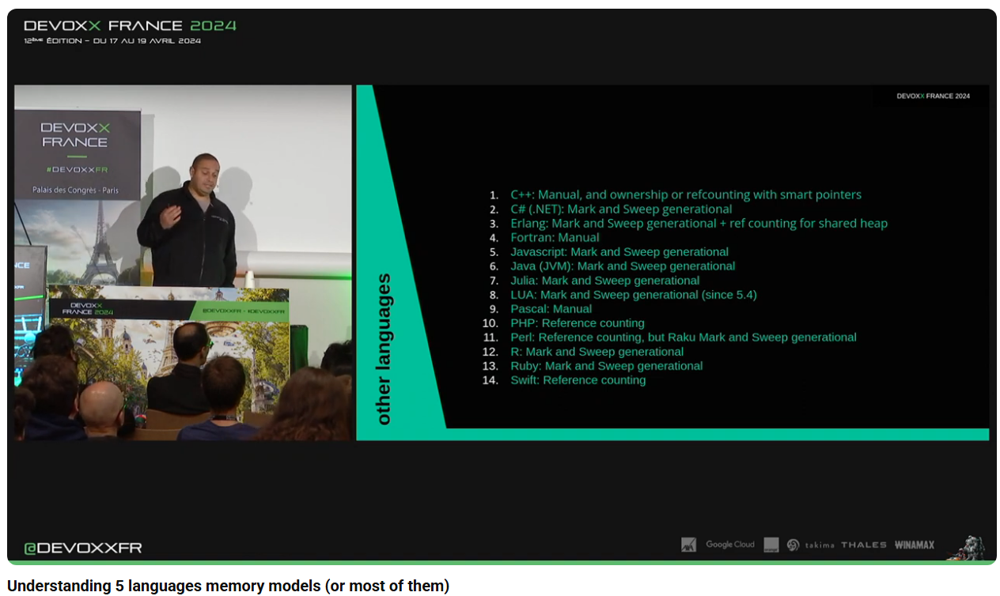 DEVOXX FRANCE 2024
12ÈME ÉDITION - DU 17 AU 19 AVRIL 2024
DEVOXX
FRANCE
#DEVOXXFR
Palais des Congrès - Paris
NCE
DEVOXX
FRANCE 2024
@DEVOXXFR - #DEVOXXFR
DEVOXX FRANCE 2024
other languages
1. C++: Manual, and ownership or refcounting with smart pointers
2. C# (.NET): Mark and Sweep generational
3. Erlang: Mark and Sweep generational + ref counting for shared heap
4. Fortran: Manual
5. Javascript: Mark and Sweep generational
6. Java (JVM): Mark and Sweep generational
7. Julia: Mark and Sweep generational
8. LUA: Mark and Sweep generational (since 5.4)
9. Pascal: Manual
10. PHP: Reference counting
11. Perl: Reference counting, but Raku Mark and Sweep generational
12. R: Mark and Sweep generational
13. Ruby: Mark and Sweep generational
14. Swift: Reference counting
@DEVOXXFR
AXA Google Cloud takima THALES WINAMAX
Understanding 5 languages memory models (or most of them)